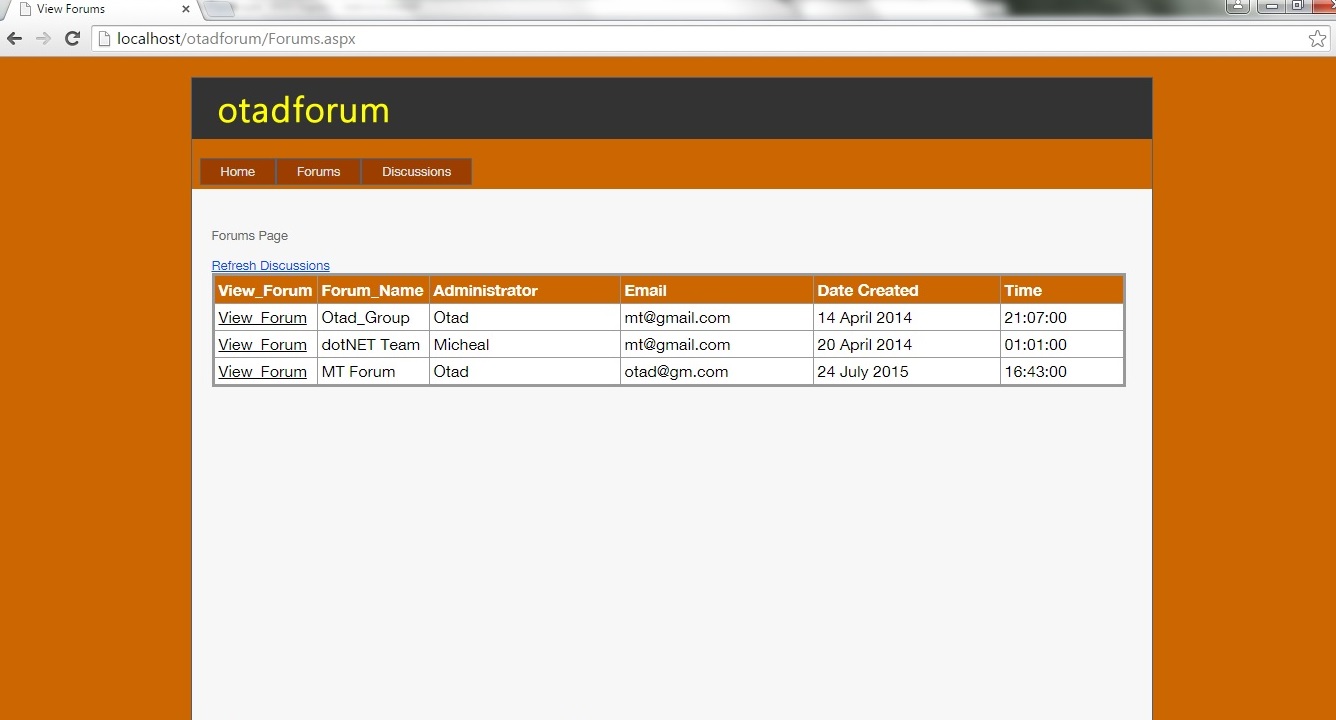 View Forums
localhost/otadforum/Forums.aspx
otadforum
Home Forums Discussions
Forums Page
Refresh Discussions
View_Forum Forum_Name Administrator Email Date Created Time
View_Forum Otad_Group Otad mt@gmail.com 14 April 2014 21:07:00
View_Forum dotNET Team Micheal mt@gmail.com 20 April 2014 01:01:00
View_Forum MT Forum Otad otad@gm.com 24 July 2015 16:43:00